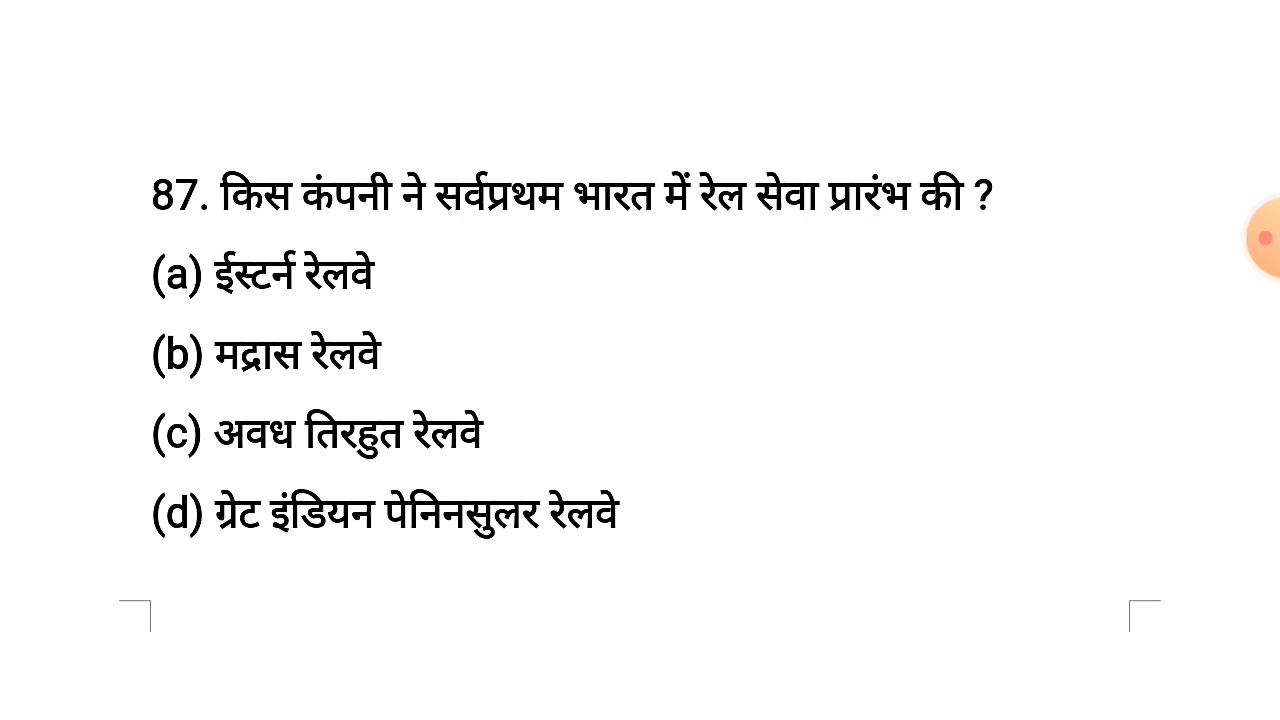 87. किस कंपनी ने सर्वप्रथम भारत में रेल सेवा प्रारंभ की ?
(a) ईस्टर्न रेलवे
(b) मद्रास रेलवे
(c) अवध तिरहुत रेलवे
(d) ग्रेट इंडियन पेनिनसुलर रेलवे